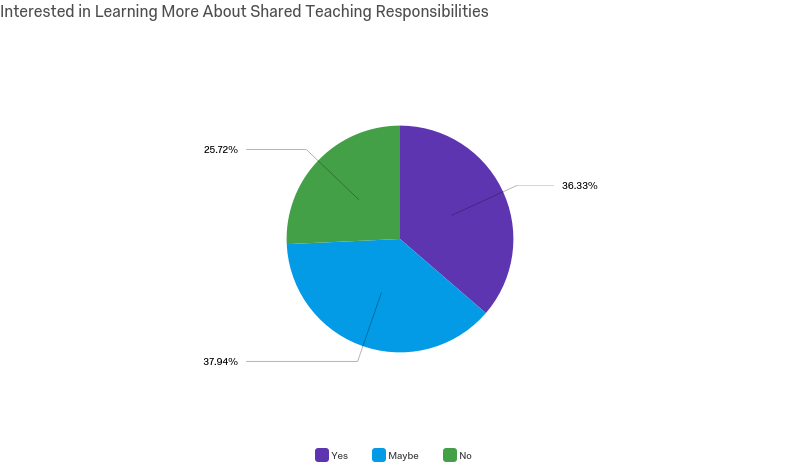 Interested in Learning More About Shared Teaching Responsibilities
25.72%
36.33%
37.94%
Yes Maybe No